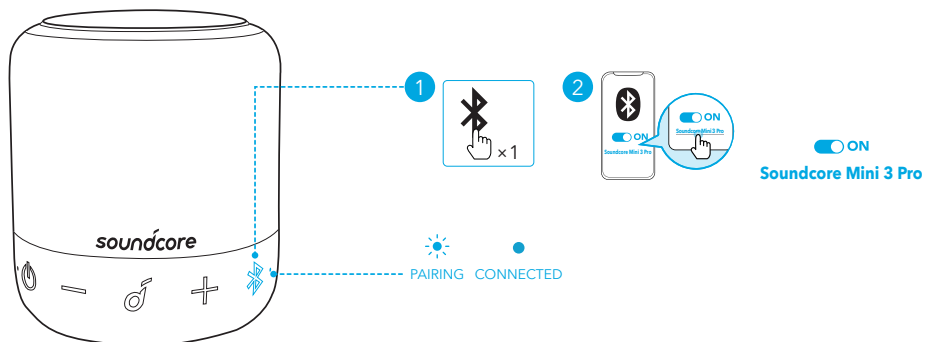 soundcore
1
×1
PAIRING CONNECTED
2
ON
Soundcore Mini 3 Pro
ON
Soundcore Mini 3 Pro
ON
Soundcore Mini 3 Pro